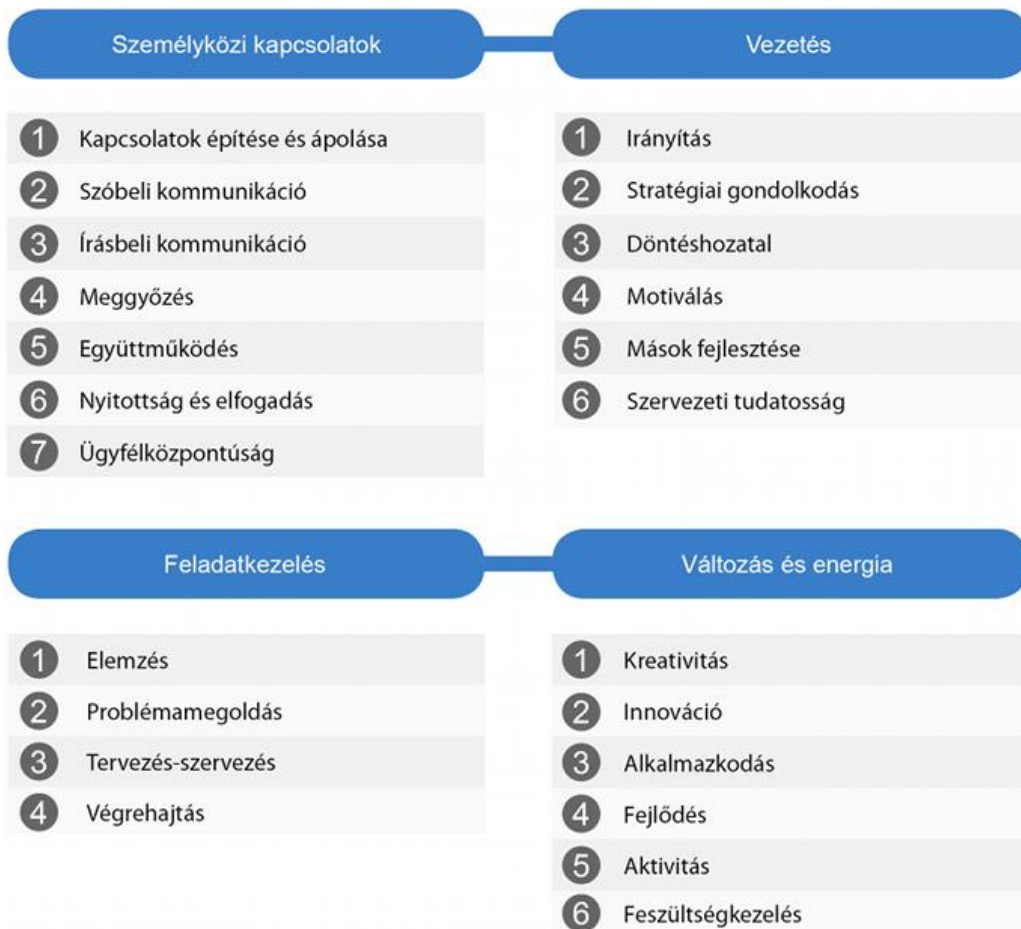 Személyközi kapcsolatok
1 Kapcsolatok építése és ápolása
2 Szóbeli kommunikáció
3 Írásbeli kommunikáció
4 Meggyőzés
5 Együttműködés
6 Nyitottság és elfogadás
7 Ügyfélközpontúság
Vezetés
1 Irányítás
2 Stratégiai gondolkodás
3 Döntéshozatal
4 Motiválás
5 Mások fejlesztése
6 Szervezeti tudatosság
Feladatkezelés
1 Elemzés
2 Problémamegoldás
3 Tervezés-szervezés
4 Végrehajtás
Változás és energia
1 Kreativitás
2 Innováció
3 Alkalmazkodás
4 Fejlődés
5 Aktivitás
6 Feszültségkezelés